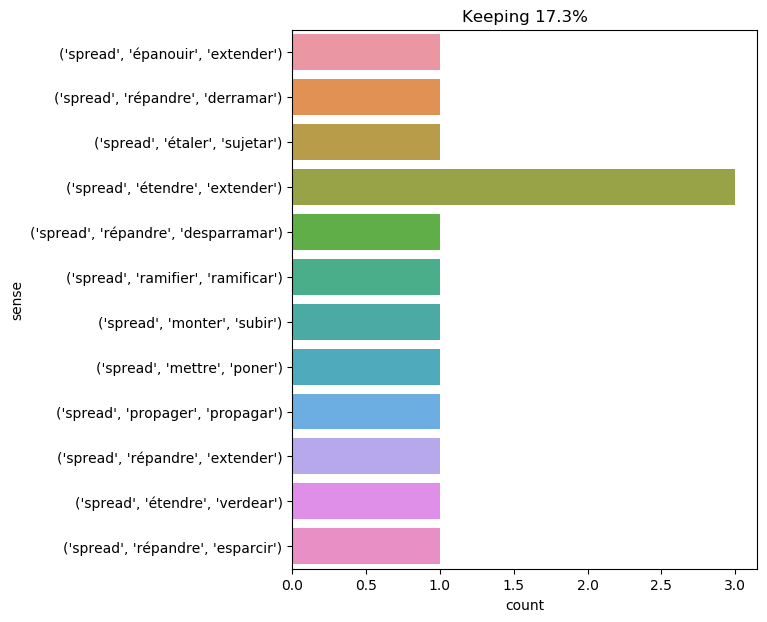 Keeping 17.3%
('spread', 'épanouir', 'extender')
('spread', 'répandre', 'derramar')
('spread', 'étaler', 'sujetar')
('spread', 'étendre', 'extender')
('spread', 'répandre', 'desparramar')
('spread', 'ramifier', 'ramificar')
('spread', 'monter', 'subir')
('spread', 'mettre', 'poner')
('spread', 'propager', 'propagar')
('spread', 'répandre', 'extender')
('spread', 'étendre', 'verdear')
('spread', 'répandre', 'esparcir')
sense
0.0 0.5 1.0 1.5 2.0 2.5 3.0
count